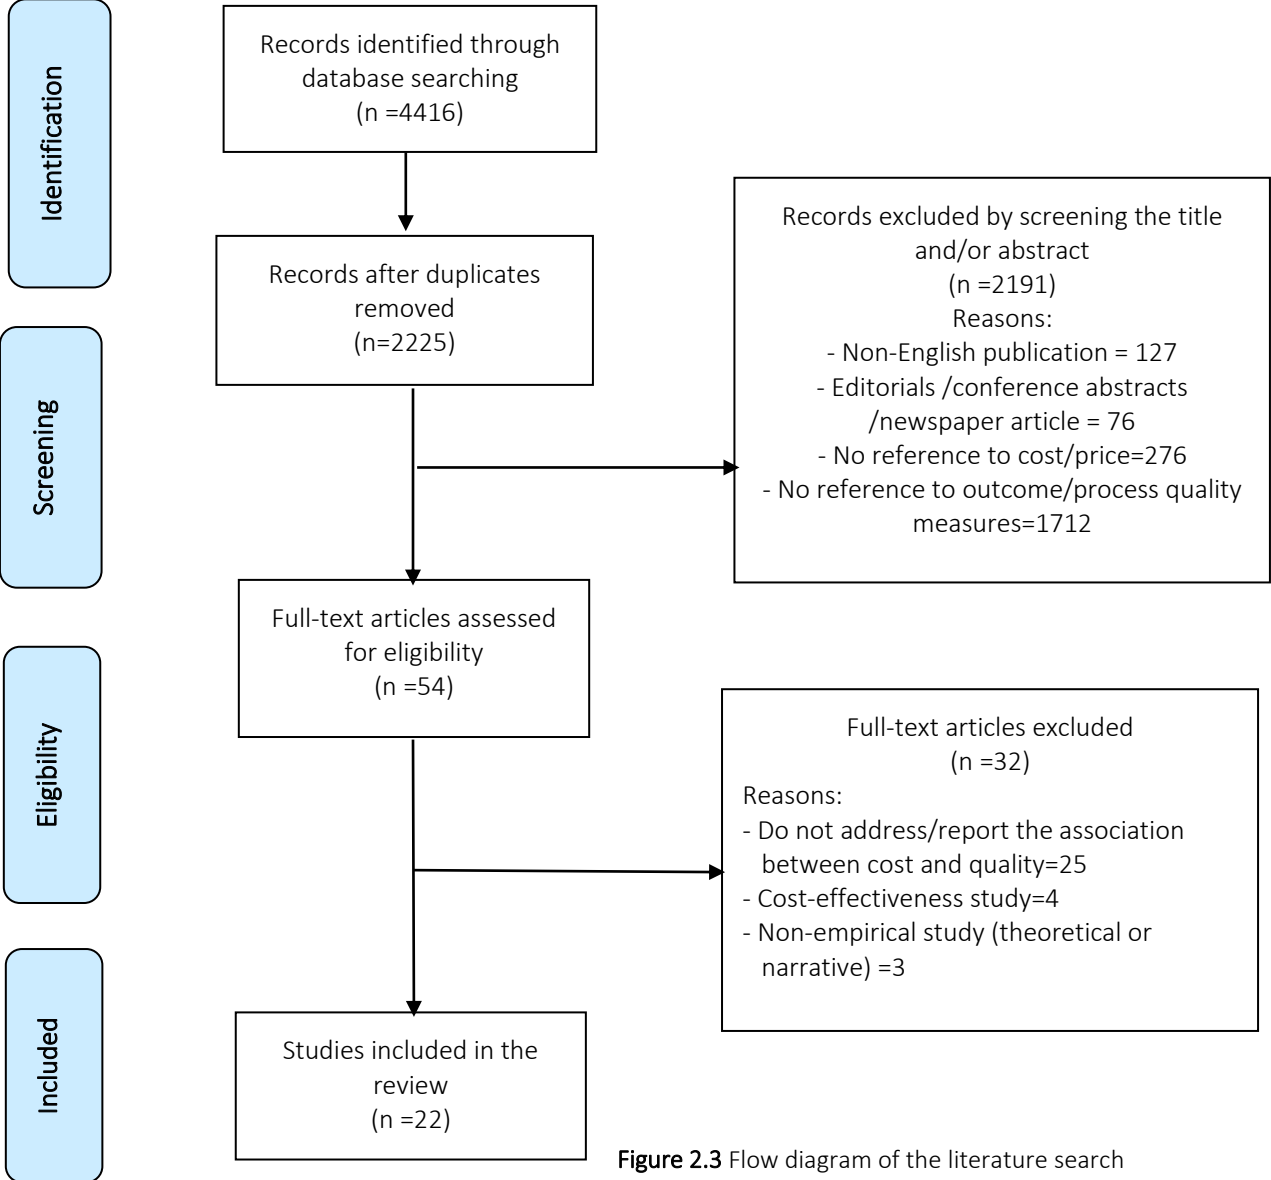 Identification
Records identified through
database searching
(n =4416)
Records after duplicates
removed
(n=2225)
Records excluded by screening the title
and/or abstract
(n =2191)
Reasons:
- Non-English publication = 127
- Editorials /conference abstracts
/newspaper article = 76
- No reference to cost/price=276
- No reference to outcome/process quality
measures=1712
Screening
Full-text articles assessed
for eligibility
(n =54)
Eligibility
Full-text articles excluded
(n =32)
Reasons:
- Do not address/report the association
between cost and quality=25
- Cost-effectiveness study=4
- Non-empirical study (theoretical or
narrative) =3
Included
Studies included in the
review
(n =22)
Figure 2.3 Flow diagram of the literature search